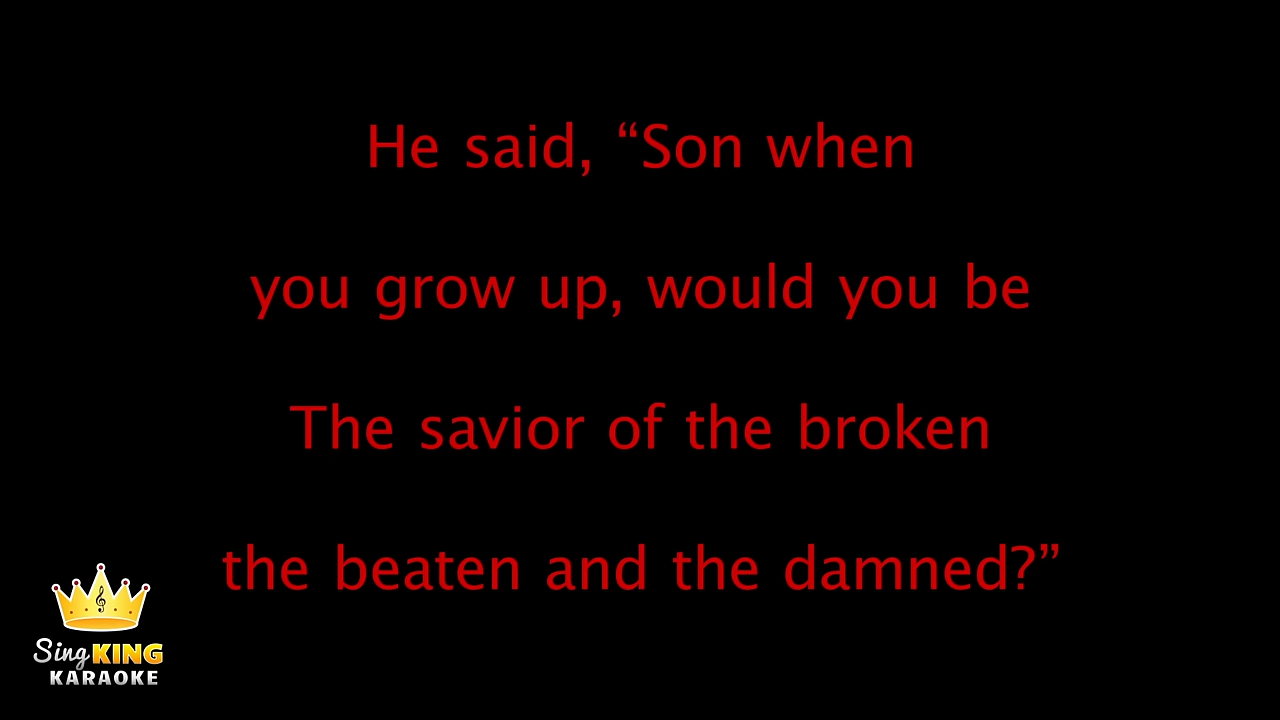 He said, “Son when
you grow up, would you be
The savior of the broken
the beaten and the damned?”
Sing KING
KARAOKE